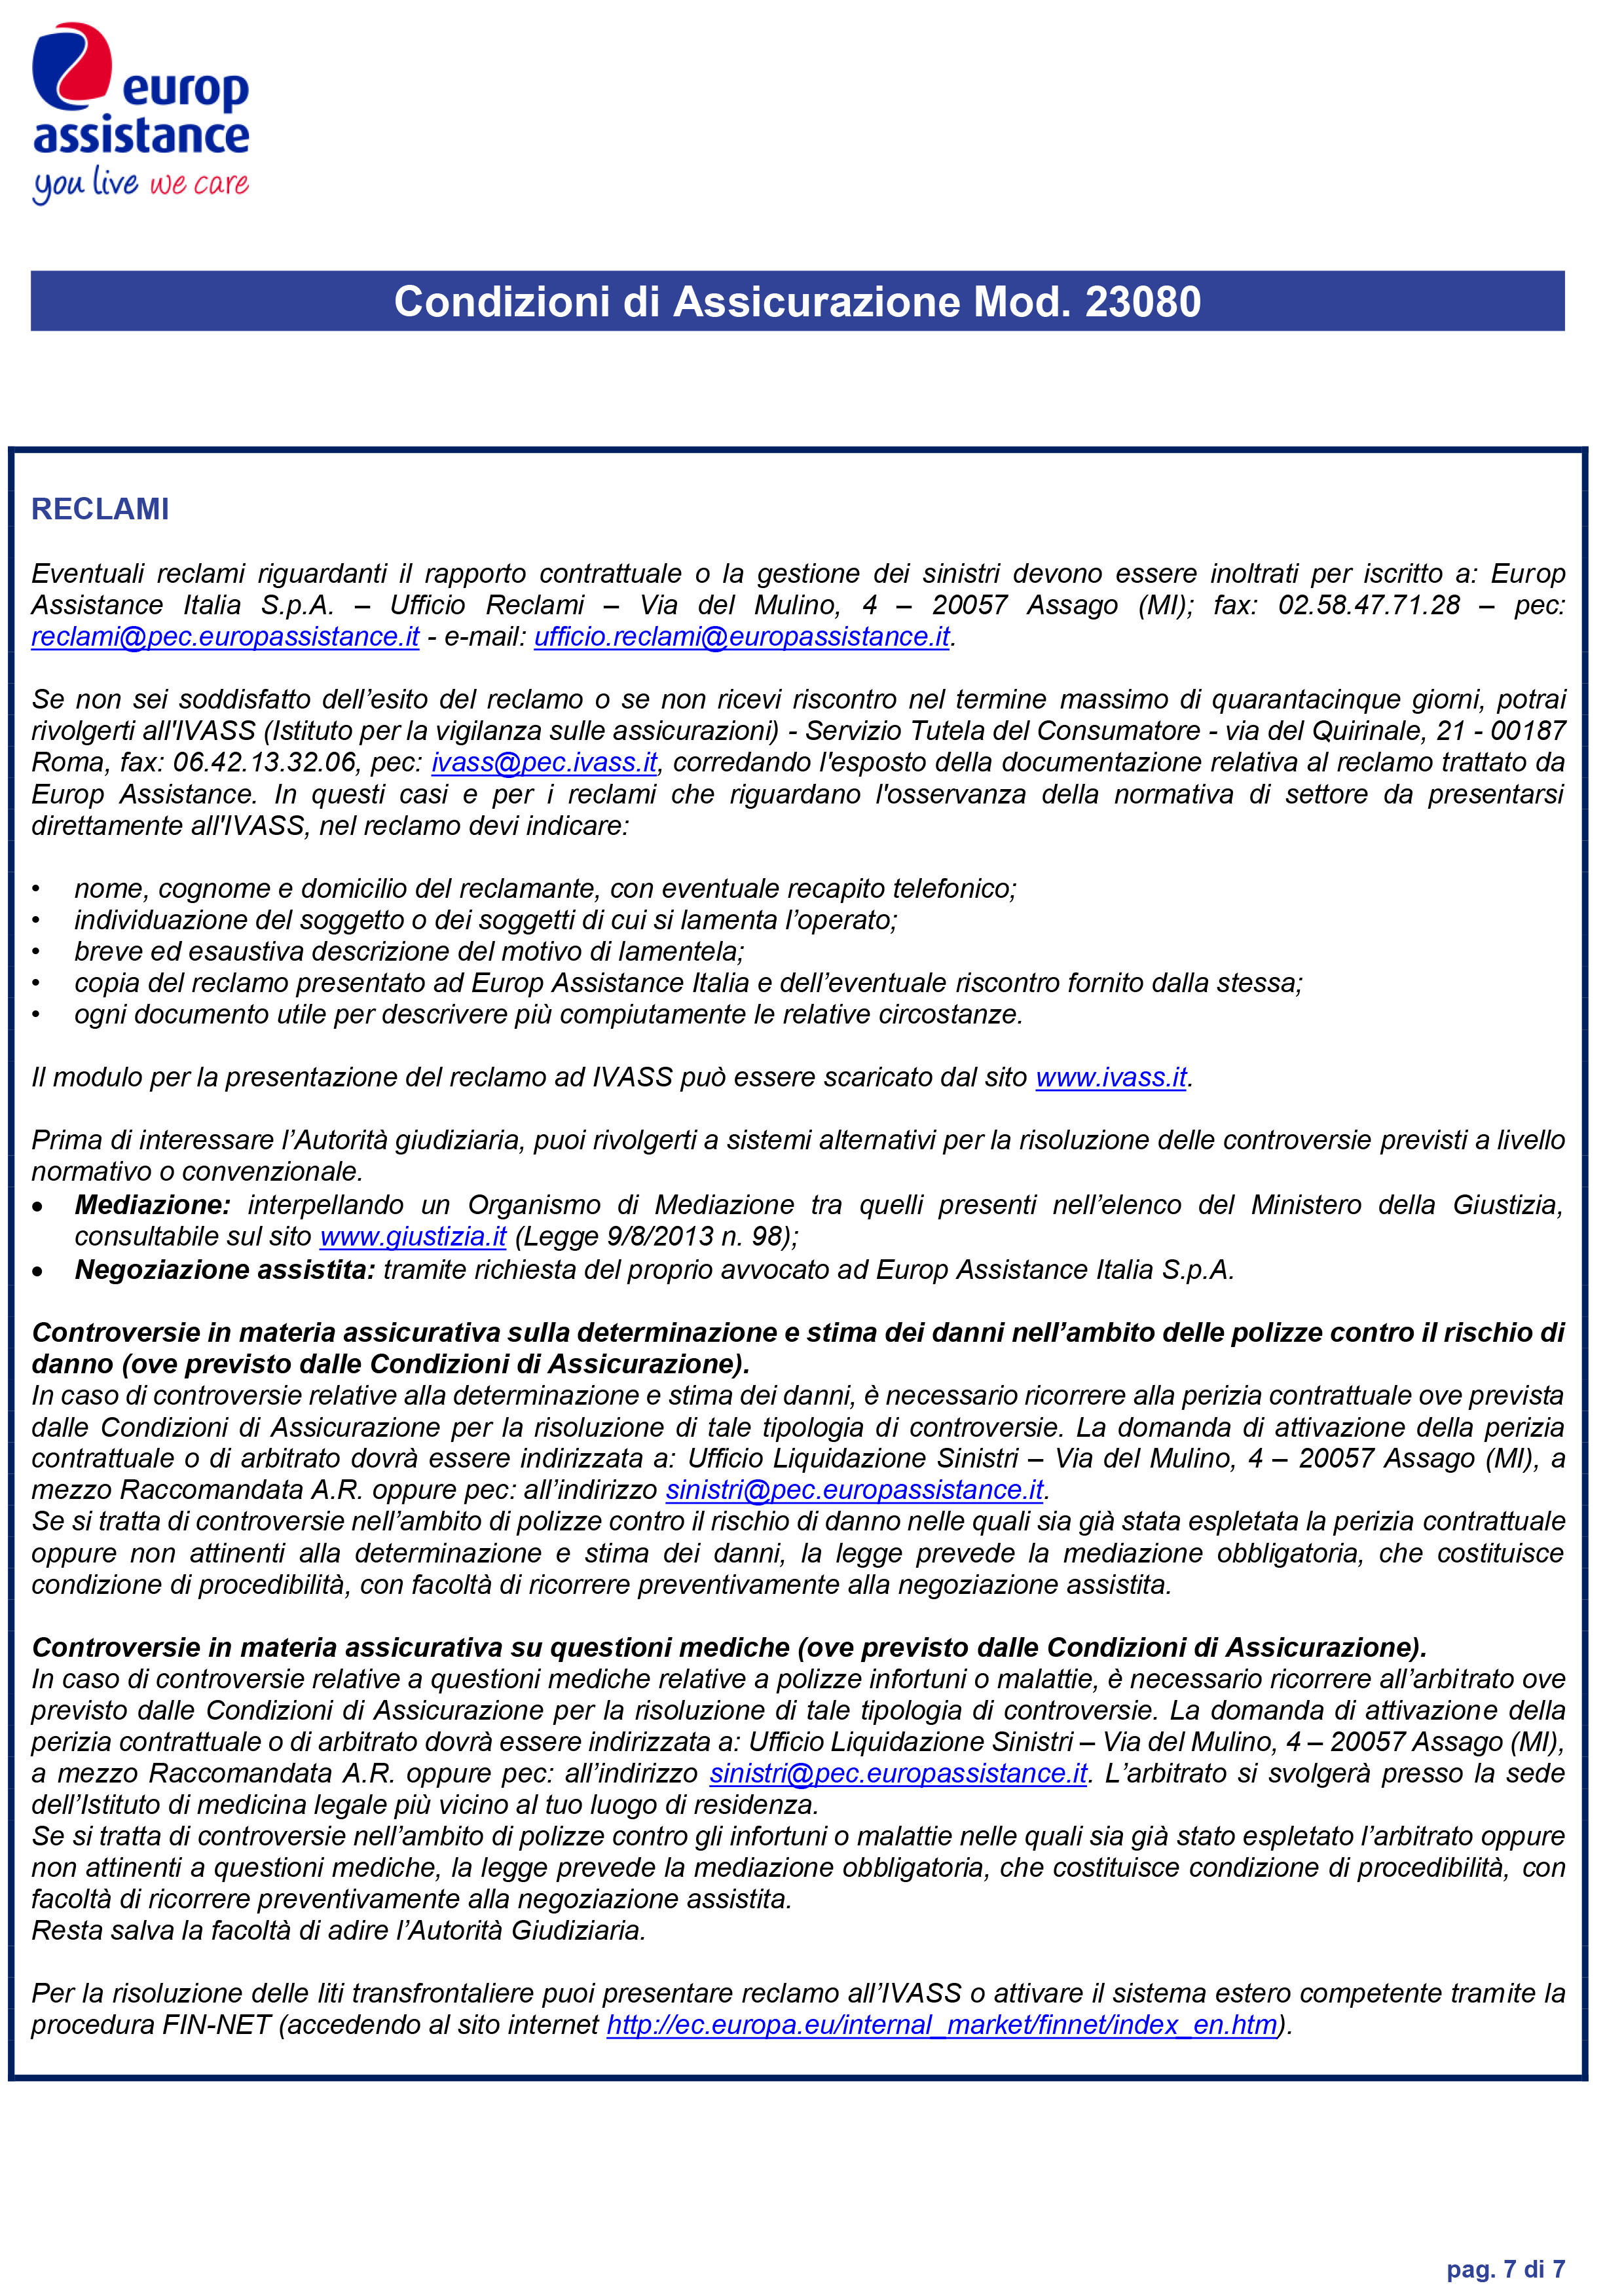 europ
assistance
you live we care
Condizioni di Assicurazione Mod. 23080
RECLAMI
Eventuali reclami riguardanti il rapporto contrattuale o la gestione dei sinistri devono essere inoltrati per iscritto a: Europ
Assistance Italia S.p.A. – Ufficio Reclami – Via del Mulino, 4 – 20057 Assago (MI); fax: 02.58.47.71.28 – pec:
reclami@pec.europassistance.it - e-mail: ufficio.reclami@europassistance.it.
Se non sei soddisfatto dell’esito del reclamo o se non ricevi riscontro nel termine massimo di quarantacinque giorni, potrai
rivolgerti all'IVASS (Istituto per la vigilanza sulle assicurazioni) - Servizio Tutela del Consumatore - via del Quirinale, 21 - 00187
Roma, fax: 06.42.13.32.06, pec: ivass@pec.ivass.it, corredando l'esposto della documentazione relativa al reclamo trattato da
Europ Assistance. In questi casi e per i reclami che riguardano l'osservanza della normativa di settore da presentarsi
direttamente all'IVASS, nel reclamo devi indicare:
• nome, cognome e domicilio del reclamante, con eventuale recapito telefonico;
• individuazione del soggetto o dei soggetti di cui si lamenta l’operato;
• breve ed esaustiva descrizione del motivo di lamentela;
• copia del reclamo presentato ad Europ Assistance Italia e dell’eventuale riscontro fornito dalla stessa;
• ogni documento utile per descrivere più compiutamente le relative circostanze.
Il modulo per la presentazione del reclamo ad IVASS può essere scaricato dal sito www.ivass.it.
Prima di interessare l’Autorità giudiziaria, puoi rivolgerti a sistemi alternativi per la risoluzione delle controversie previsti a livello
normativo o convenzionale.
• Mediazione: interpellando un Organismo di Mediazione tra quelli presenti nell’elenco del Ministero della Giustizia,
consultabile sul sito www.giustizia.it (Legge 9/8/2013 n. 98);
• Negoziazione assistita: tramite richiesta del proprio avvocato ad Europ Assistance Italia S.p.A.
Controversie in materia assicurativa sulla determinazione e stima dei danni nell’ambito delle polizze contro il rischio di
danno (ove previsto dalle Condizioni di Assicurazione).
In caso di controversie relative alla determinazione e stima dei danni, è necessario ricorrere alla perizia contrattuale ove prevista
dalle Condizioni di Assicurazione per la risoluzione di tale tipologia di controversie. La domanda di attivazione della perizia
contrattuale o di arbitrato dovrà essere indirizzata a: Ufficio Liquidazione Sinistri – Via del Mulino, 4 – 20057 Assago (MI), a
mezzo Raccomandata A.R. oppure pec: all’indirizzo sinistri@pec.europassistance.it.
Se si tratta di controversie nell’ambito di polizze contro il rischio di danno nelle quali sia già stata espletata la perizia contrattuale
oppure non attinenti alla determinazione e stima dei danni, la legge prevede la mediazione obbligatoria, che costituisce
condizione di procedibilità, con facoltà di ricorrere preventivamente alla negoziazione assistita.
Controversie in materia assicurativa su questioni mediche (ove previsto dalle Condizioni di Assicurazione).
In caso di controversie relative a questioni mediche relative a polizze infortuni o malattie, è necessario ricorrere all’arbitrato ove
previsto dalle Condizioni di Assicurazione per la risoluzione di tale tipologia di controversie. La domanda di attivazione della
perizia contrattuale o di arbitrato dovrà essere indirizzata a: Ufficio Liquidazione Sinistri – Via del Mulino, 4 – 20057 Assago (MI),
a mezzo Raccomandata A.R. oppure pec: all’indirizzo sinistri@pec.europassistance.it. L’arbitrato si svolgerà presso la sede
dell’Istituto di medicina legale più vicino al tuo luogo di residenza.
Se si tratta di controversie nell’ambito di polizze contro gli infortuni o malattie nelle quali sia già stato espletato l’arbitrato oppure
non attinenti a questioni mediche, la legge prevede la mediazione obbligatoria, che costituisce condizione di procedibilità, con
facoltà di ricorrere preventivamente alla negoziazione assistita.
Resta salva la facoltà di adire l’Autorità Giudiziaria.
Per la risoluzione delle liti transfrontaliere puoi presentare reclamo all’IVASS o attivare il sistema estero competente tramite la
procedura FIN-NET (accedendo al sito internet http://ec.europa.eu/internal_market/finnet/index_en.htm).
pag. 7 di 7